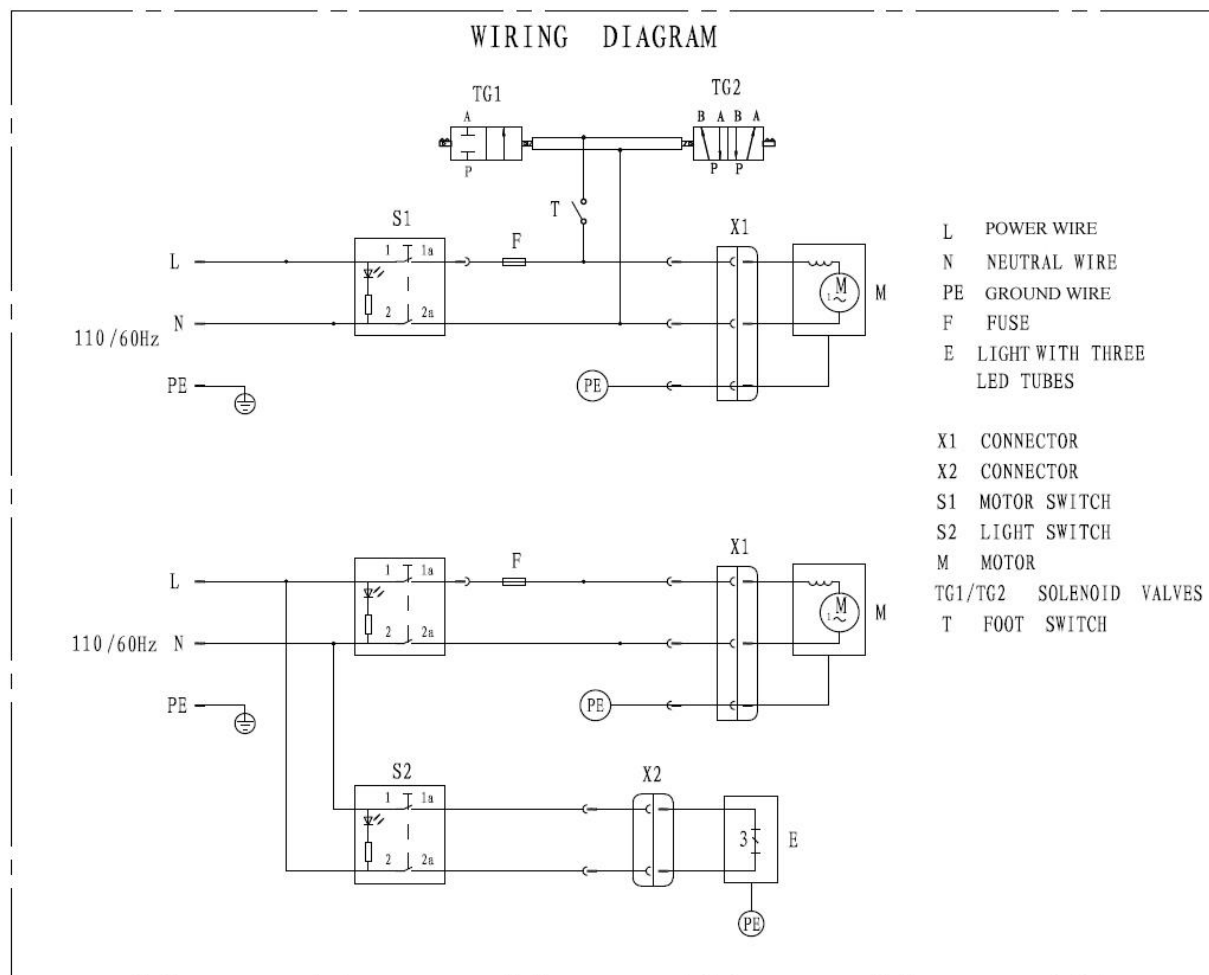 WIRING DIAGRAM
TG1
TG2
A
B A B A
P
P P
T
S1
X1
1 1a
F
L
M
1~
M
2 2a
N
110/60Hz
PE
PE
L POWER WIRE
N NEUTRAL WIRE
PE GROUND WIRE
F FUSE
E LIGHT WITH THREE
LED TUBES
X1 CONNECTOR
X2 CONNECTOR
S1 MOTOR SWITCH
S2 LIGHT SWITCH
M MOTOR
TG1/TG2 SOLENOID VALVES
T FOOT SWITCH
X1
1 1a
F
L
M
1~
M
2 2a
110/60Hz N
PE
PE
S2
X2
1 1a
3
E
2 2a
PE